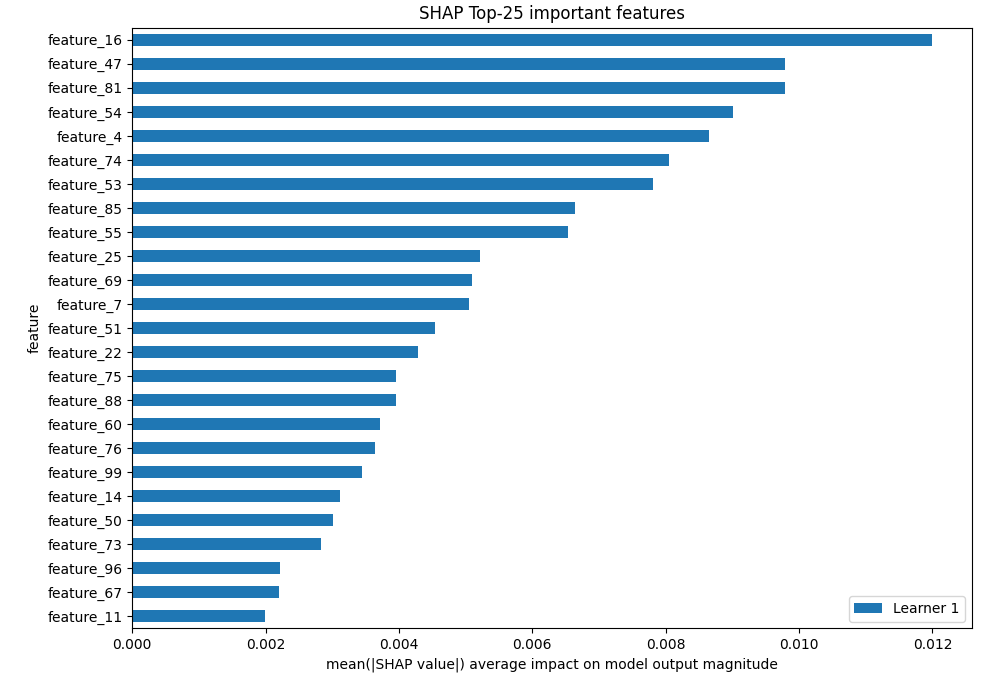 SHAP Top-25 important features
feature_16
feature_47
feature_81
feature_54
feature_4
feature_74
feature_53
feature_85
feature_55
feature_25
feature_69
feature_7
feature_51
feature_22
feature_75
feature_88
feature_60
feature_76
feature_99
feature_14
feature_50
feature_73
feature_96
feature_67
feature_11
feature
Learner 1
0.000 0.002 0.004 0.006 0.008 0.010 0.012
mean(|SHAP value|) average impact on model output magnitude